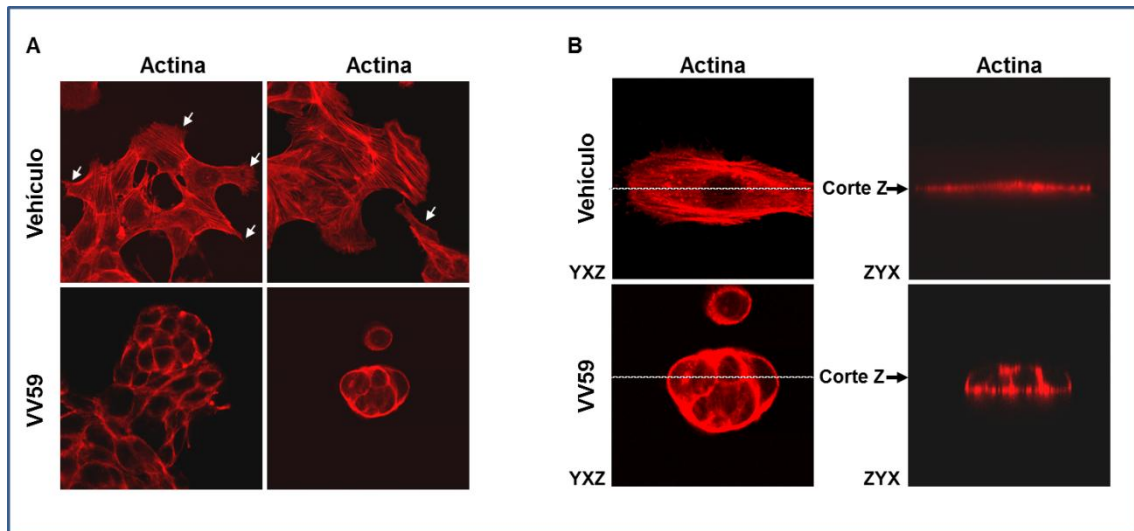 A
Actina
Actina
Vehículo
VV59
B
Actina
Actina
Vehículo
YXZ
Corte Z
ZYX
VV59
YXZ
Corte Z
ZYX